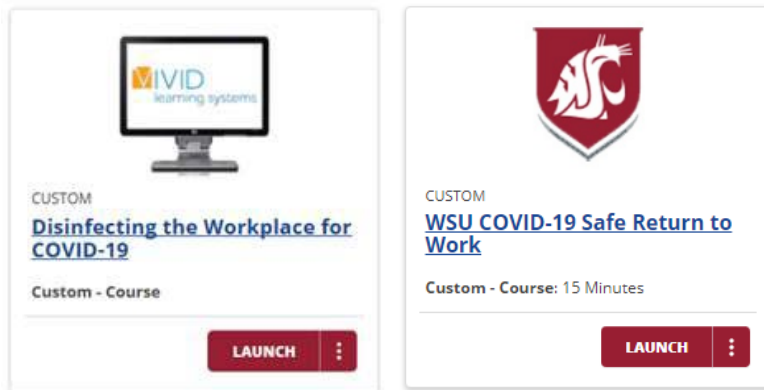 VIVID
learning systems
CUSTOM
Disinfecting the Workplace for
COVID-19
Custom - Course
LAUNCH
WSC
CUSTOM
WSU COVID-19 Safe Return to
Work
Custom - Course: 15 Minutes
LAUNCH